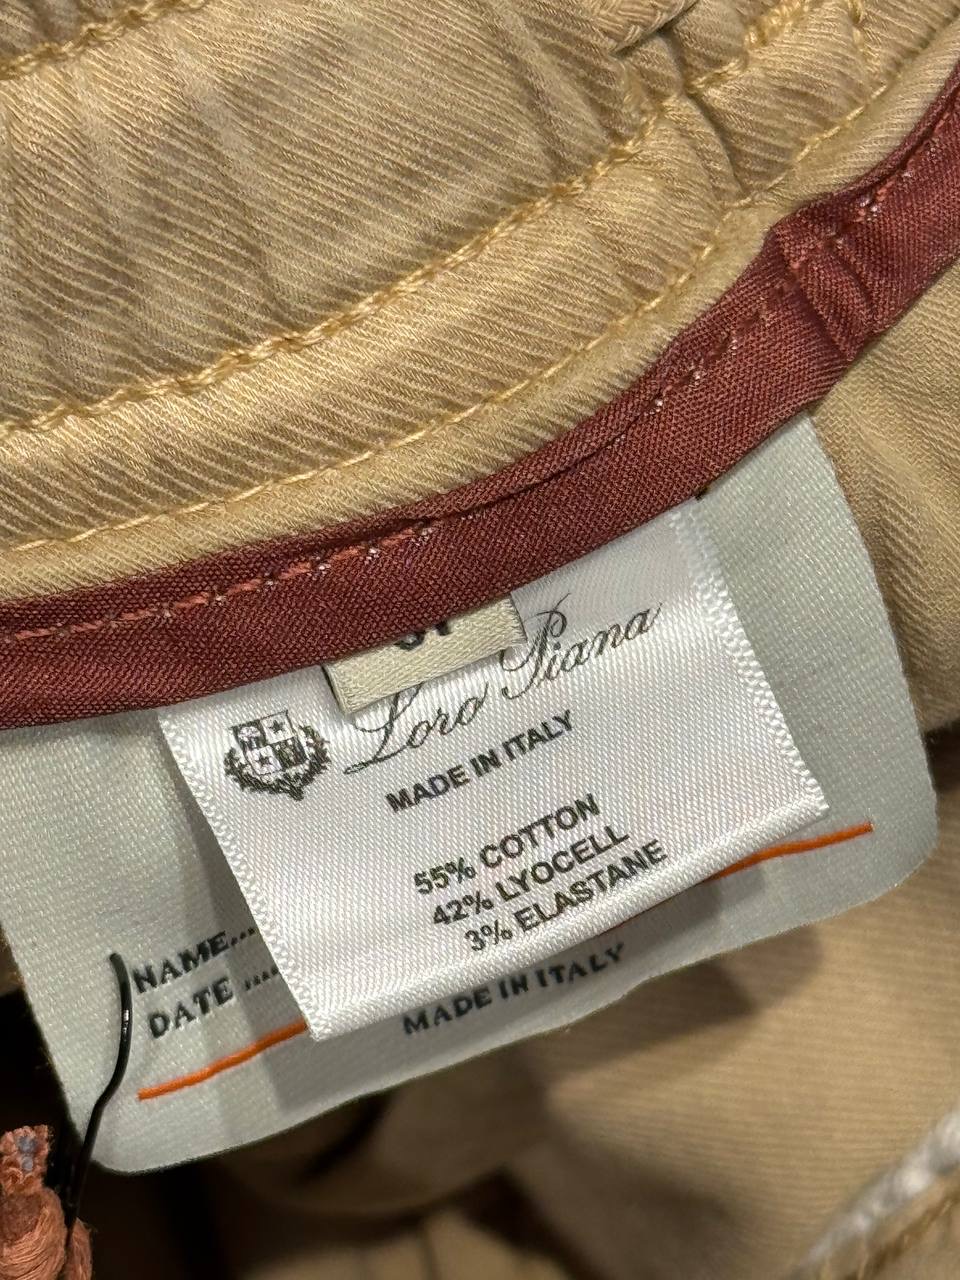 Loro Piana
MADE IN ITALY
55% COTTON
42% LYOCELL
3% ELASTANE
NAME....
DATE .....
MADE IN ITALY